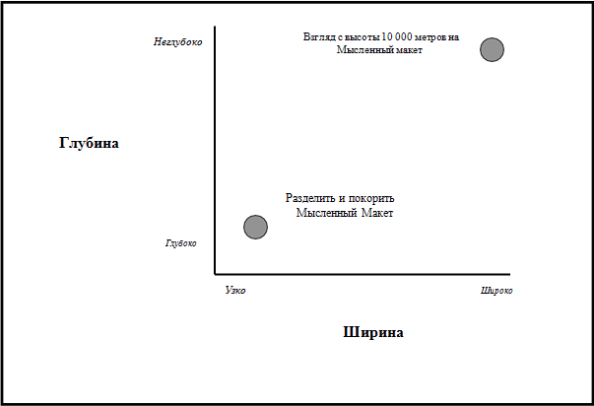 Неглубоко
Взгляд с высоты 10 000 метров на
Мысленный макет
Глубина
Разделить и покорить
Мысленный Макет
Глубоко
Узко
Широко
Ширина